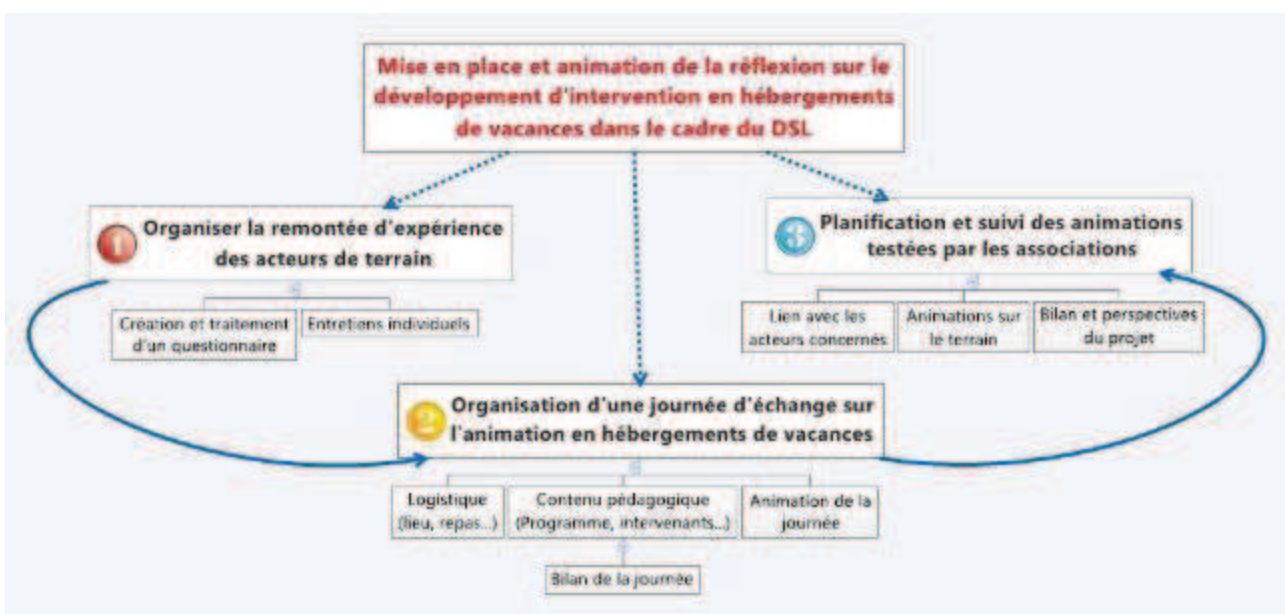 Mise en place et animation de la réflexion sur le
développement d'intervention en hébergements
de vacances dans le cadre du DSL
1
Organiser la remontée d'expérience
des acteurs de terrain
Création et traitement
d'un questionnaire
Entretiens individuels
3
Planification et suivi des animations
testées par les associations
Lien avec les
acteurs concernés
Animations sur
le terrain
Bilan et perspectives
du projet
2
Organisation d'une journée d'échange sur
l'animation en hébergements de vacances
Logistique
(lieu, repas...)
Contenu pédagogique
(Programme, intervenants...)
Animation de la
journée
Bilan de la journée